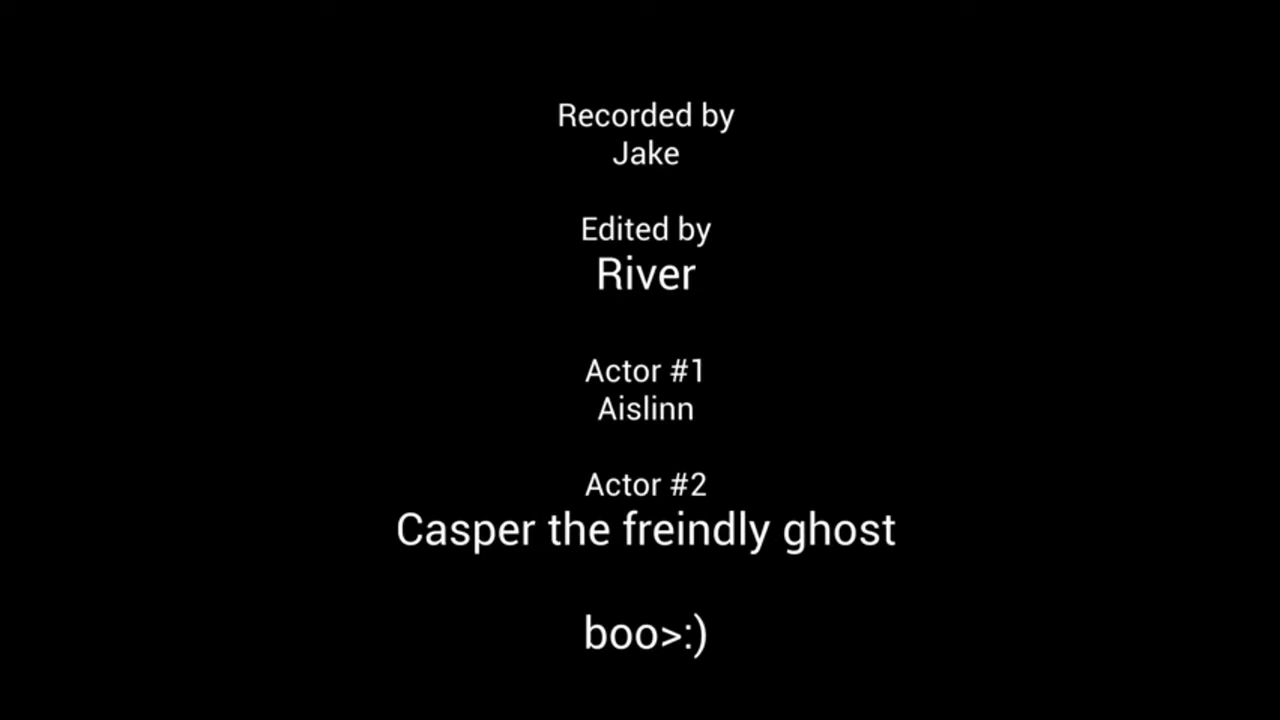 Recorded by
Jake
Edited by
River
Actor #1
Aislinn
Actor #2
Casper the freindly ghost
boo>:)